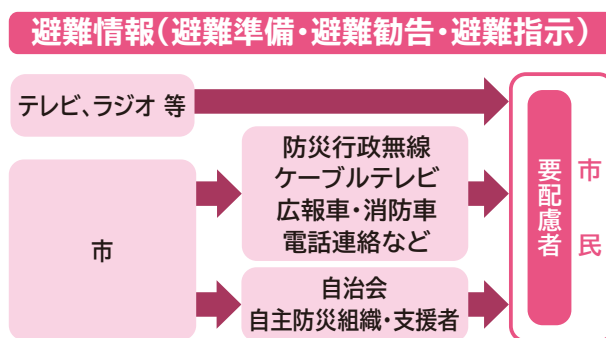 避難情報(避難準備・避難勧告・避難指示)
テレビ、ラジオ 等
市
防災行政無線
ケーブルテレビ
広報車・消防車
電話連絡など
自治会
自主防災組織・支援者
要配慮者
市民